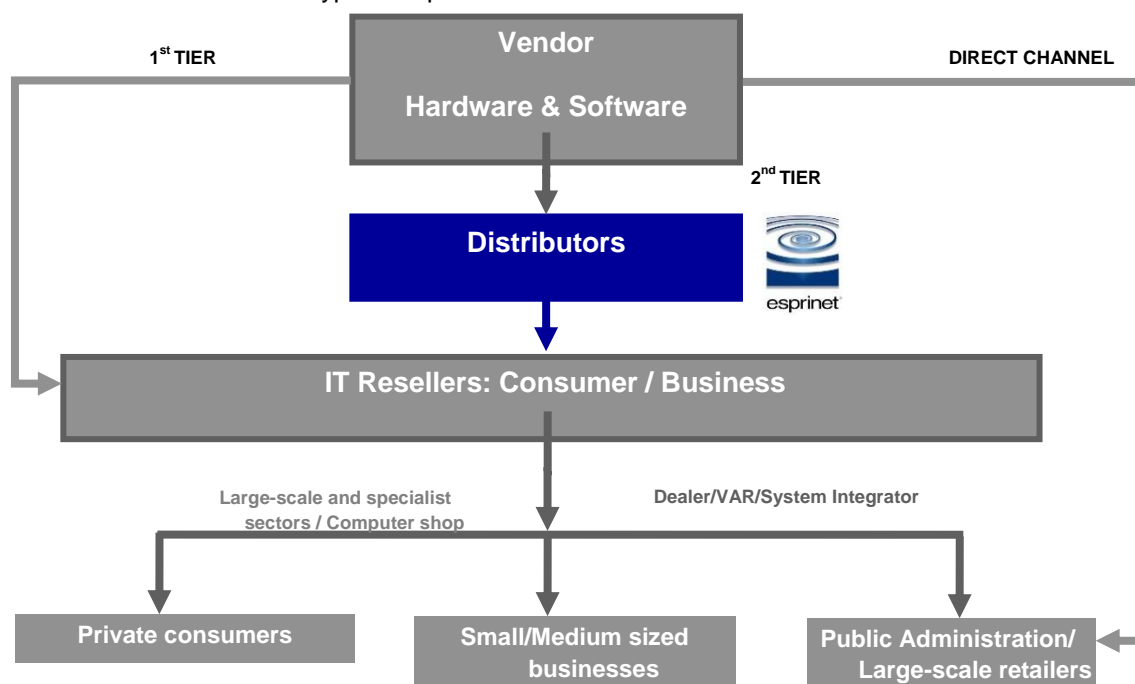 Vendor
Hardware & Software
1st TIER
DIRECT CHANNEL
2nd TIER
Distributors
esprinet
IT Resellers: Consumer / Business
Large-scale and specialist
sectors / Computer shop
Dealer/VAR/System Integrator
Private consumers
Small/Medium sized
businesses
Public Administration/
Large-scale retailers